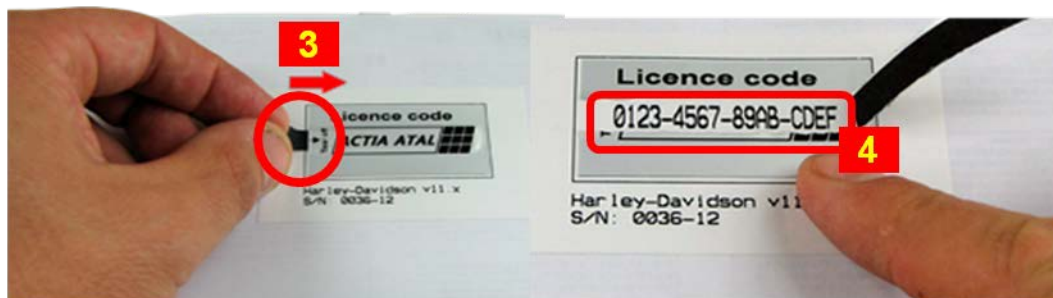 3
Licence code
ACTIA ATAL
Harley-Davidson v11.x
S/N: 0036-12
Licence code
0123-4567-89AB-CDEF
4
Harley-Davidson v11
S/N: 0036-12